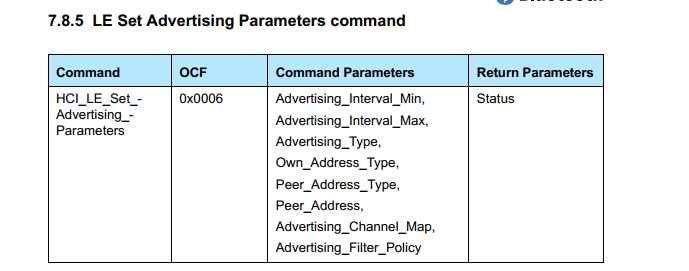 7.8.5 LE Set Advertising Parameters command
Command OCF Command Parameters Return Parameters
HCI_LE_Set_-
Advertising_-
Parameters
0x0006
Advertising_Interval_Min,
Advertising_Interval_Max,
Advertising_Type,
Own_Address_Type,
Peer_Address_Type,
Peer_Address,
Advertising_Channel_Map,
Advertising_Filter_Policy
Status